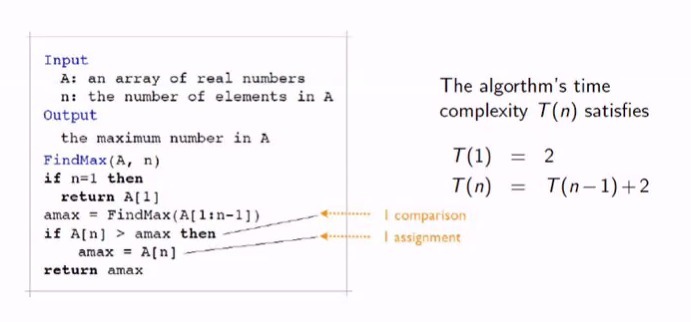 Input
A: an array of real numbers
n: the number of elements in A
Output
the maximum number in A
FindMax(A, n)
if n=1 then
return A[1]
amax = FindMax(A[1:n-1])
if A[n] > amax then
amax = A[n]
return amax
1 comparison
1 assignment
The algorthm's time
complexity T(n) satisfies
T(1) = 2
T(n) = T(n−1)+2